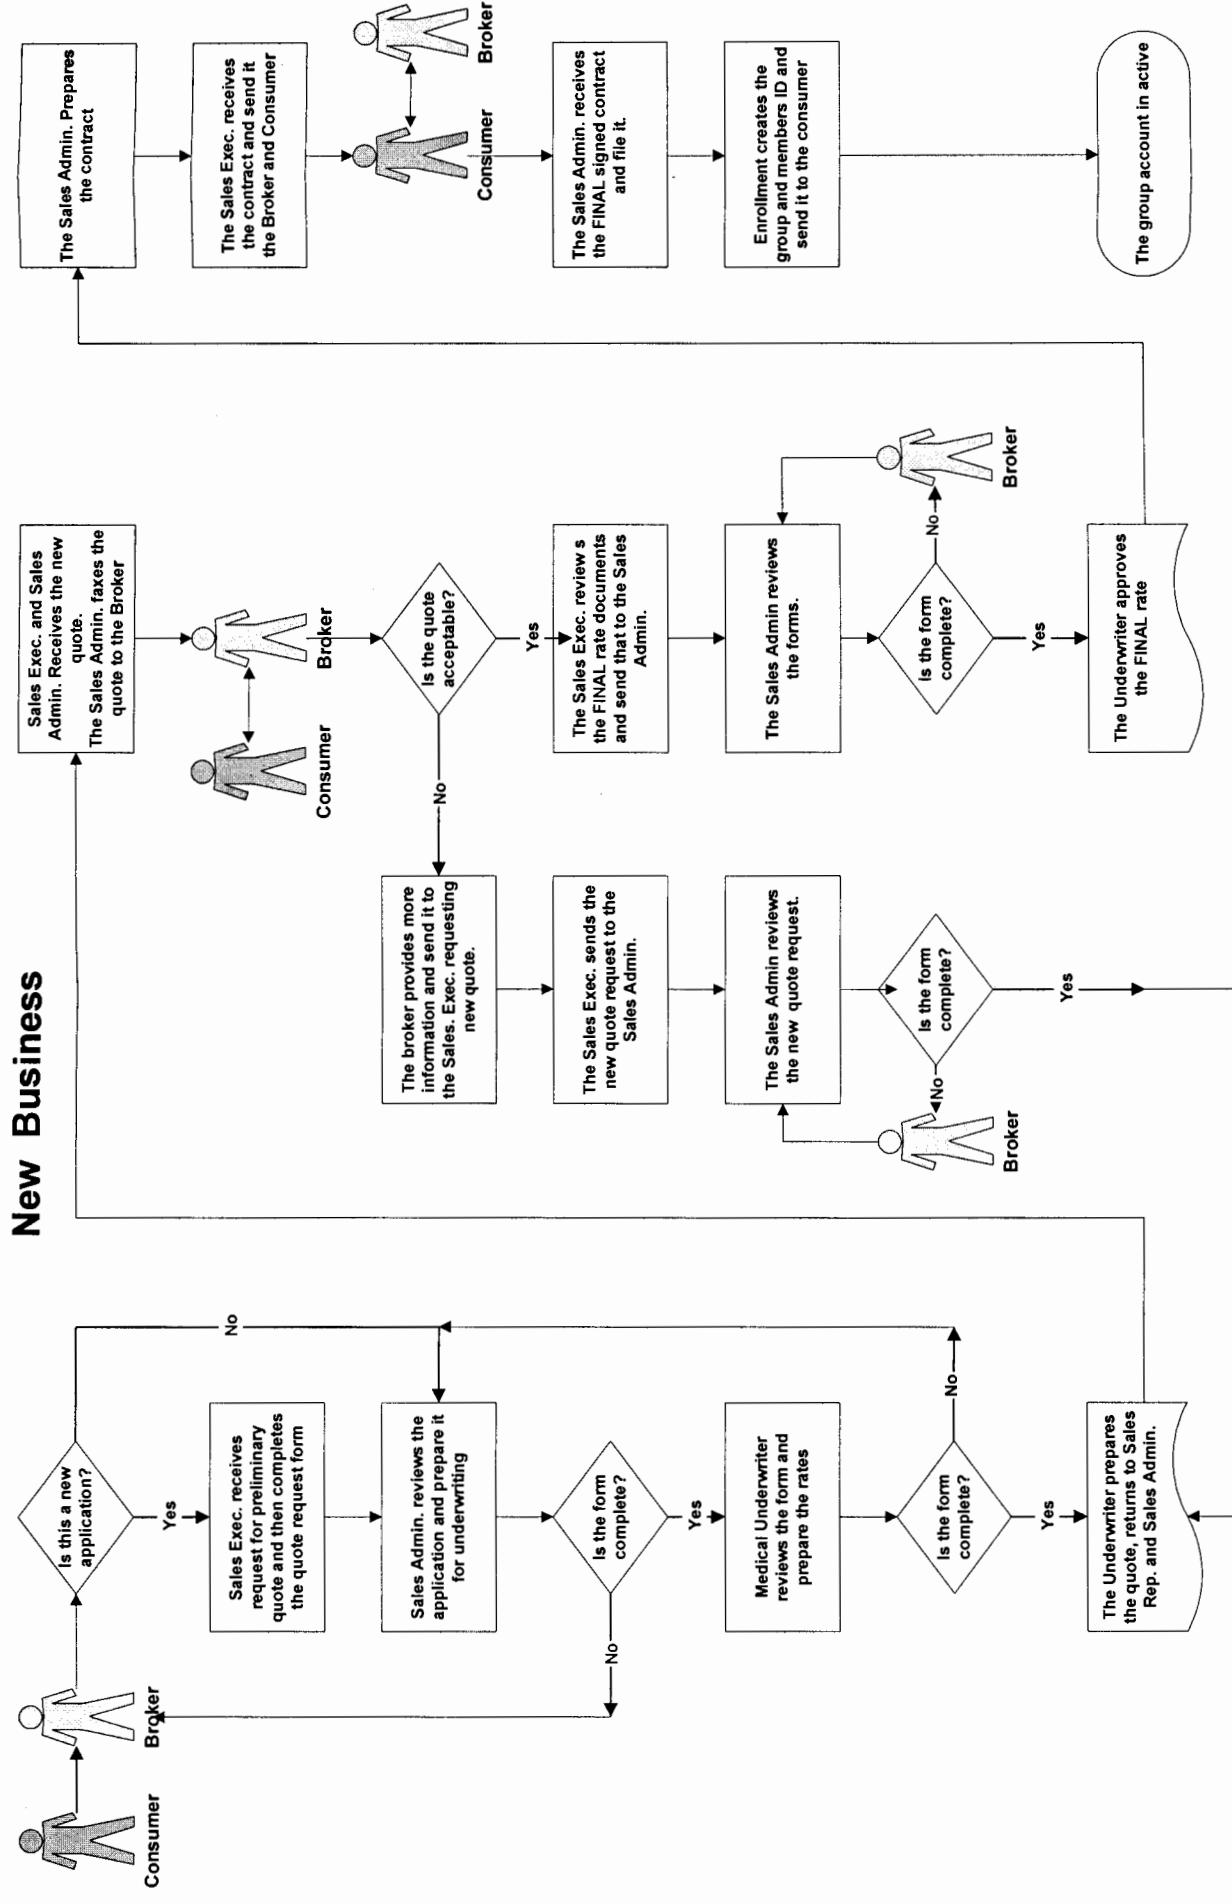 New Business
Consumer
Broker
Is this a new
application?
No
Yes
Sales Exec. receives
request for preliminary
quote and then completes
the quote request form
Sales Admin. reviews the
application and prepare it
for underwriting
Is the form
complete?
No
Yes
Medical Underwriter
reviews the form and
prepare the rates
Is the form
complete?
No
Yes
The Underwriter prepares
the quote, returns to Sales
Rep. and Sales Admin.
Sales Exec. and Sales
Admin. Receives the new
quote.
The Sales Admin. faxes the
quote to the Broker
Consumer
Broker
Is the quote
acceptable?
No
Yes
The broker provides more
information and send it to
the Sales. Exec. requesting
new quote.
The Sales Exec. sends the
new quote request to the
Sales Admin.
The Sales Admin reviews
the new quote request.
Is the form
complete?
No
Broker
Yes
The Sales Exec. review s
the FINAL rate documents
and send that to the Sales
Admin.
The Sales Admin reviews
the forms.
Is the form
complete?
No
Broker
Yes
The Underwriter approves
the FINAL rate
The Sales Admin. Prepares
the contract
The Sales Exec. receives
the contract and send it
the Broker and Consumer
Consumer
Broker
The Sales Admin. receives
the FINAL signed contract
and file it.
Enrollment creates the
group and members ID and
send it to the consumer
The group account in active